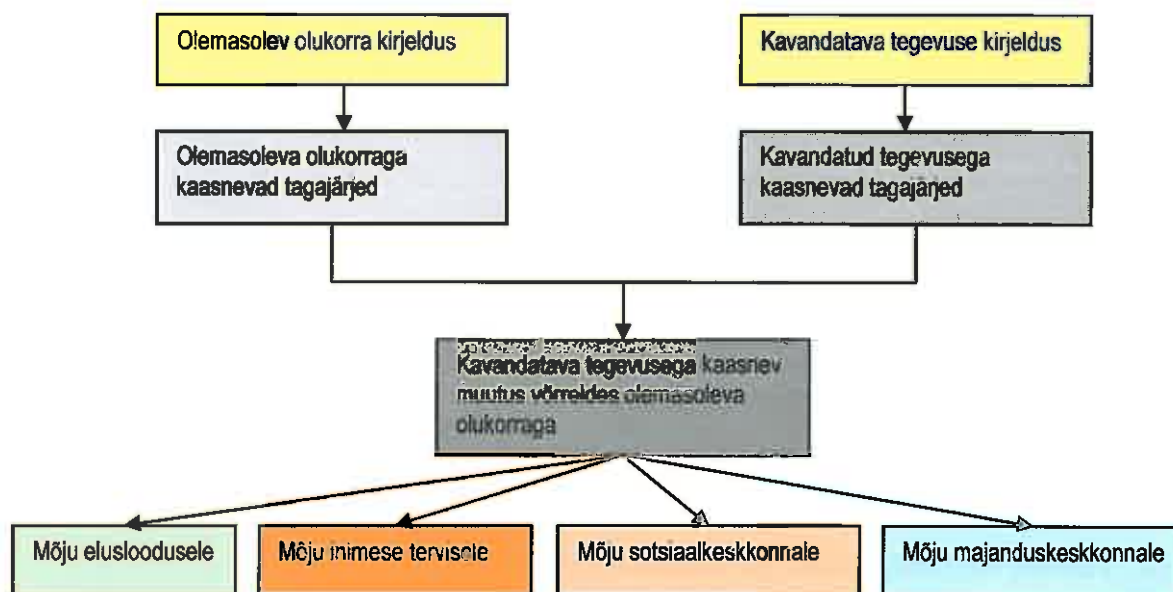 Olemasolev olukorra kirjeldus
Kavandatava tegevuse kirjeldus
Olemasoleva olukorraga
kaasnevad tagajärjed
Kavandatud tegevusega
kaasnevad tagajärjed
Kavandatava tegevusega kaasnev
muutus võrreldes olemasoleva
olukorraga
Mõju elusloodusele
Mõju inimese tervisele
Mõju sotsiaalkeskkonnale
Mõju majanduskeskkonnale